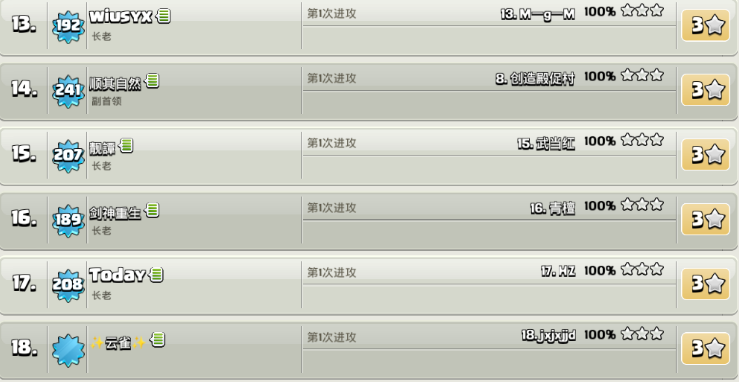 13. 192 wiusyx 长老 第1次进攻 13. M—g—M 100% 3
14. 241 顺其自然 副首领 第1次进攻 8. 创造殿促村 100% 3
15. 207 靓譚 长老 第1次进攻 15. 武当红 100% 3
16. 189 剑神重生 长老 第1次进攻 16. 青檀 100% 3
17. 208 Today 长老 第1次进攻 17. HZ 100% 3
18. ✨云雀✨ 第1次进攻 18. jxjxjjd 100% 3